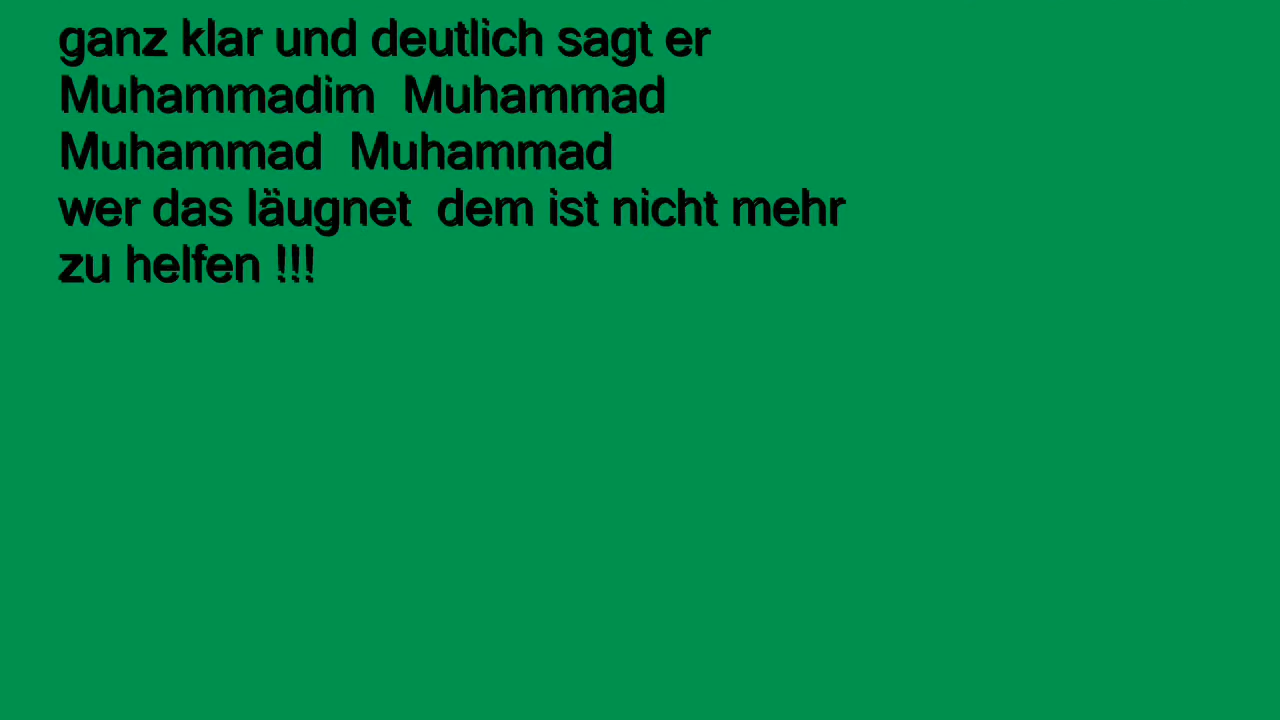 ganz klar und deutlich sagt er
Muhammadim  Muhammad
Muhammad  Muhammad
wer das läugnet  dem ist nicht mehr
zu helfen !!!